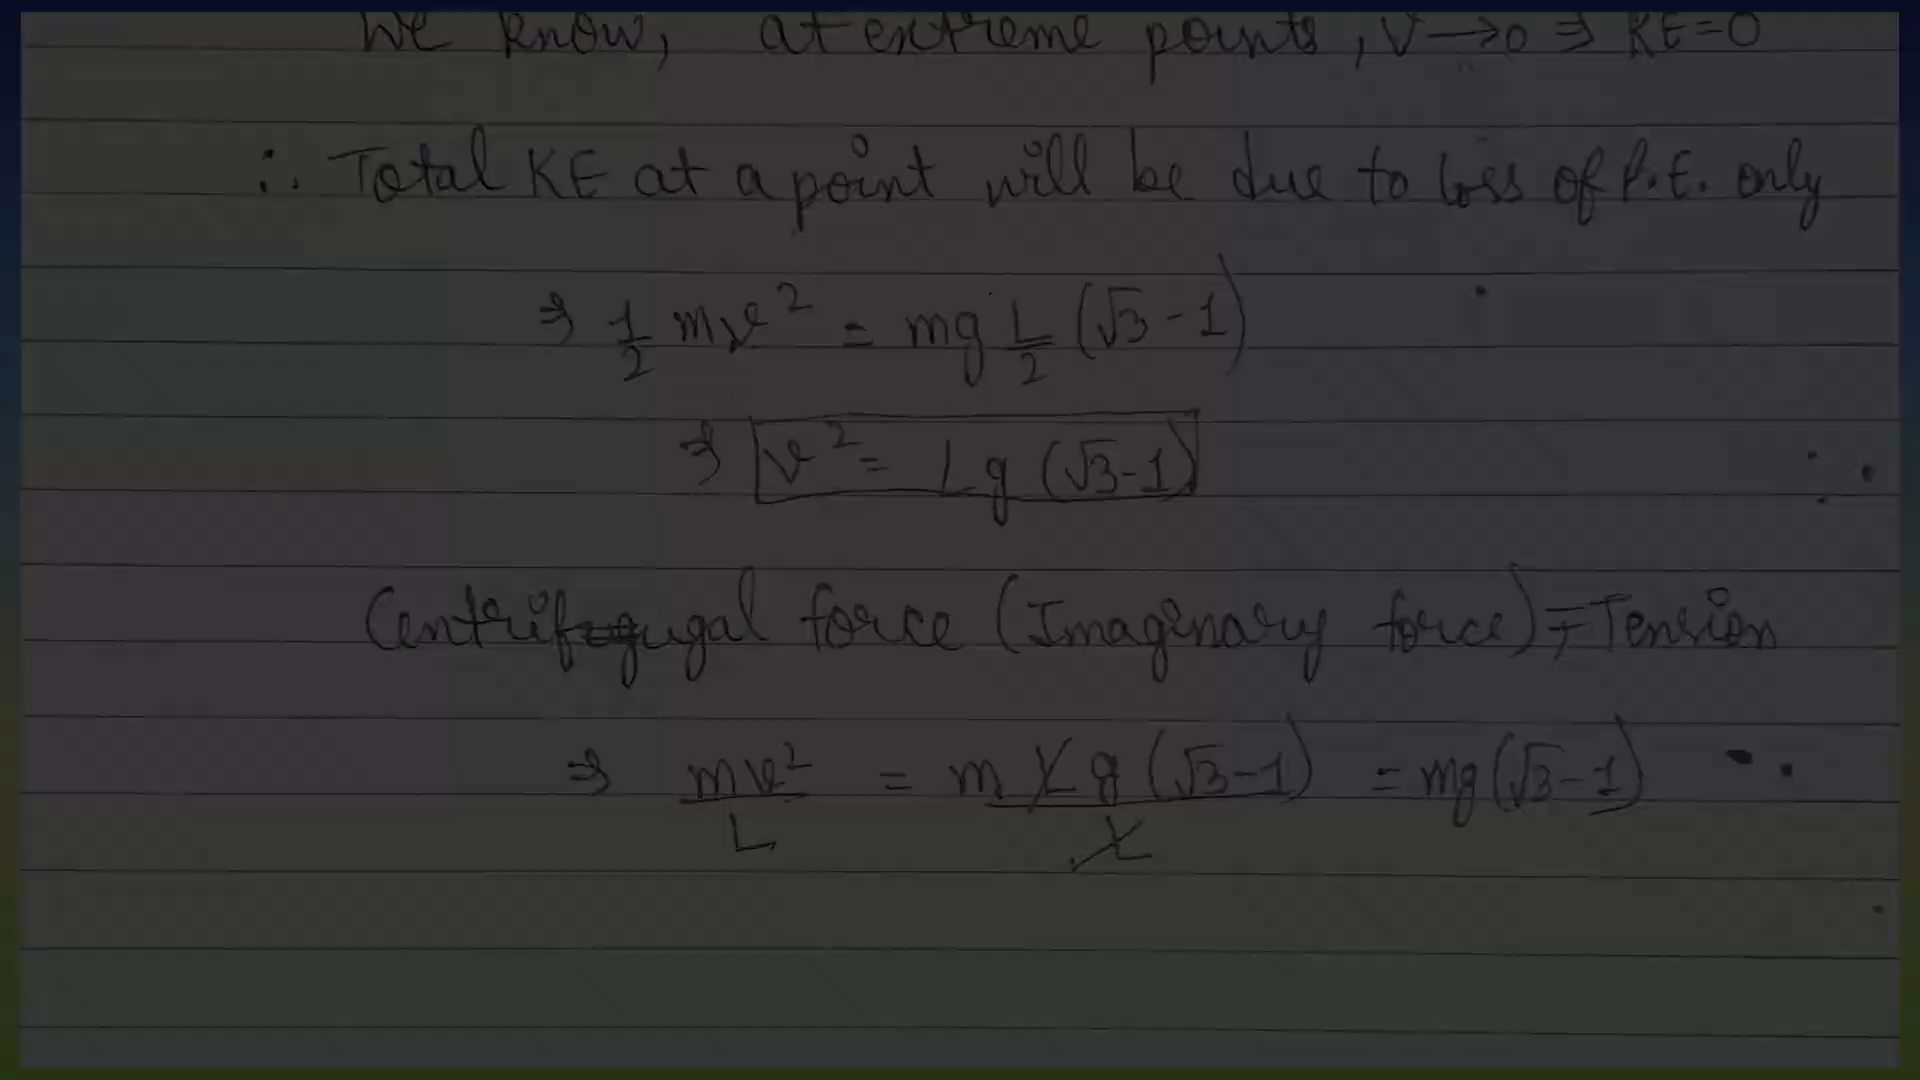 We know, at extreme points, V → 0 ⇒ KE = 0
∴ Total KE at a point will be due to loss of P.E. only
⇒ 1/2 mv² = mg L/2 (√3 - 1)
⇒ v² = Lg (√3 - 1)
Centrifugal force (Imaginary force) = Tension
⇒ mv²/L = m L g (√3 - 1)/L = mg (√3 - 1)